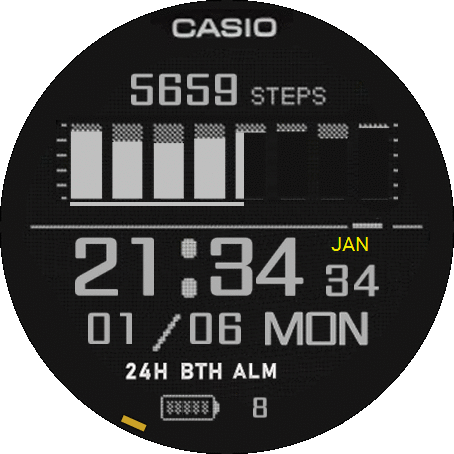 CASIO
5659 STEPS
JAN
21:34 34
01/06 MON
24H BTH ALM
8